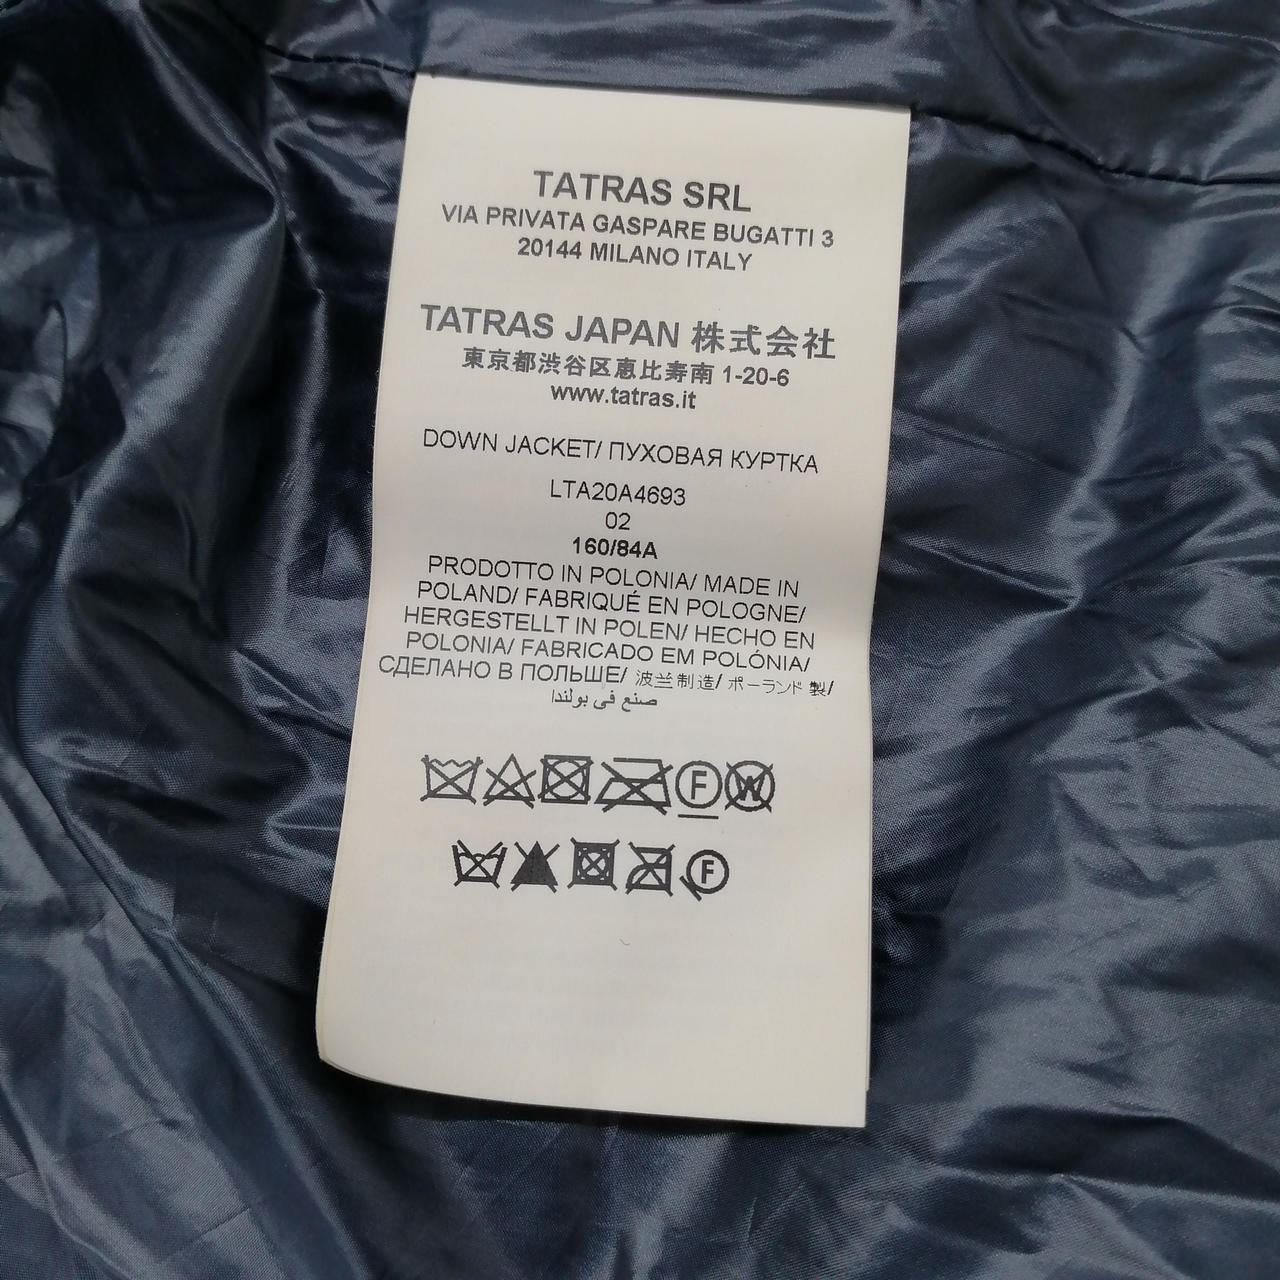 TATRAS SRL
VIA PRIVATA GASPARE BUGATTI 3
20144 MILANO ITALY
TATRAS JAPAN 株式会社
東京都渋谷区恵比寿南 1-20-6
www.tatras.it
DOWN JACKET/ ПУХОВАЯ КУРТКА
LTA20A4693
02
160/84A
PRODOTTO IN POLONIA/ MADE IN
POLAND/ FABRIQUÉ EN POLOGNE/
HERGESTELLT IN POLEN/ HECHO EN
POLONIA/ FABRICADO EM POLÓNIA/
СДЕЛАНО В ПОЛЬШЕ/ 波兰制造/ ポーランド 製/
صنع في بولندا
F W
F